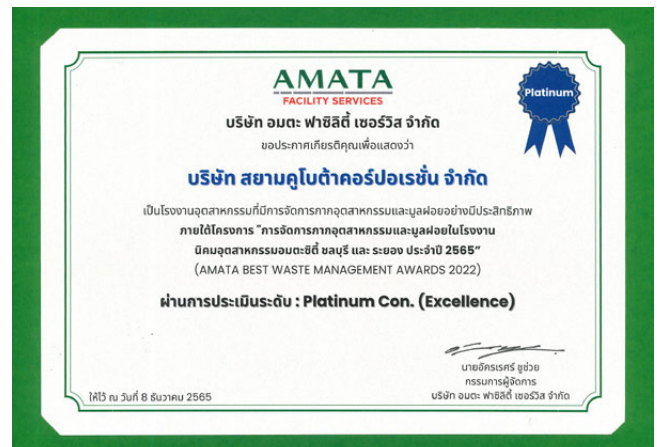 AMATA
FACILITY SERVICES
Platinum
บริษัท อมตะ ฟาซิลิตี้ เซอร์วิส จำกัด
ขอประกาศเกียรติคุณเพื่อแสดงว่า
บริษัท สยามคูโบต้าคอร์ปอเรชั่น จำกัด
เป็นโรงงานอุตสาหกรรมที่มีการจัดการกากอุตสาหกรรมและมูลฝอยอย่างมีประสิทธิภาพ
ภายใต้โครงการ "การจัดการกากอุตสาหกรรมและมูลฝอยในโรงงาน
นิคมอุตสาหกรรมอมตะซิตี้ ชลบุรี และ ระยอง ประจำปี 2565"
(AMATA BEST WASTE MANAGEMENT AWARDS 2022)
ผ่านการประเมินระดับ : Platinum Con. (Excellence)
นายอัครเรศร์ ชูช่วย
กรรมการผู้จัดการ
บริษัท อมตะ ฟาซิลิตี้ เซอร์วิส จำกัด
ให้ไว้ ณ วันที่ 8 ธันวาคม 2565